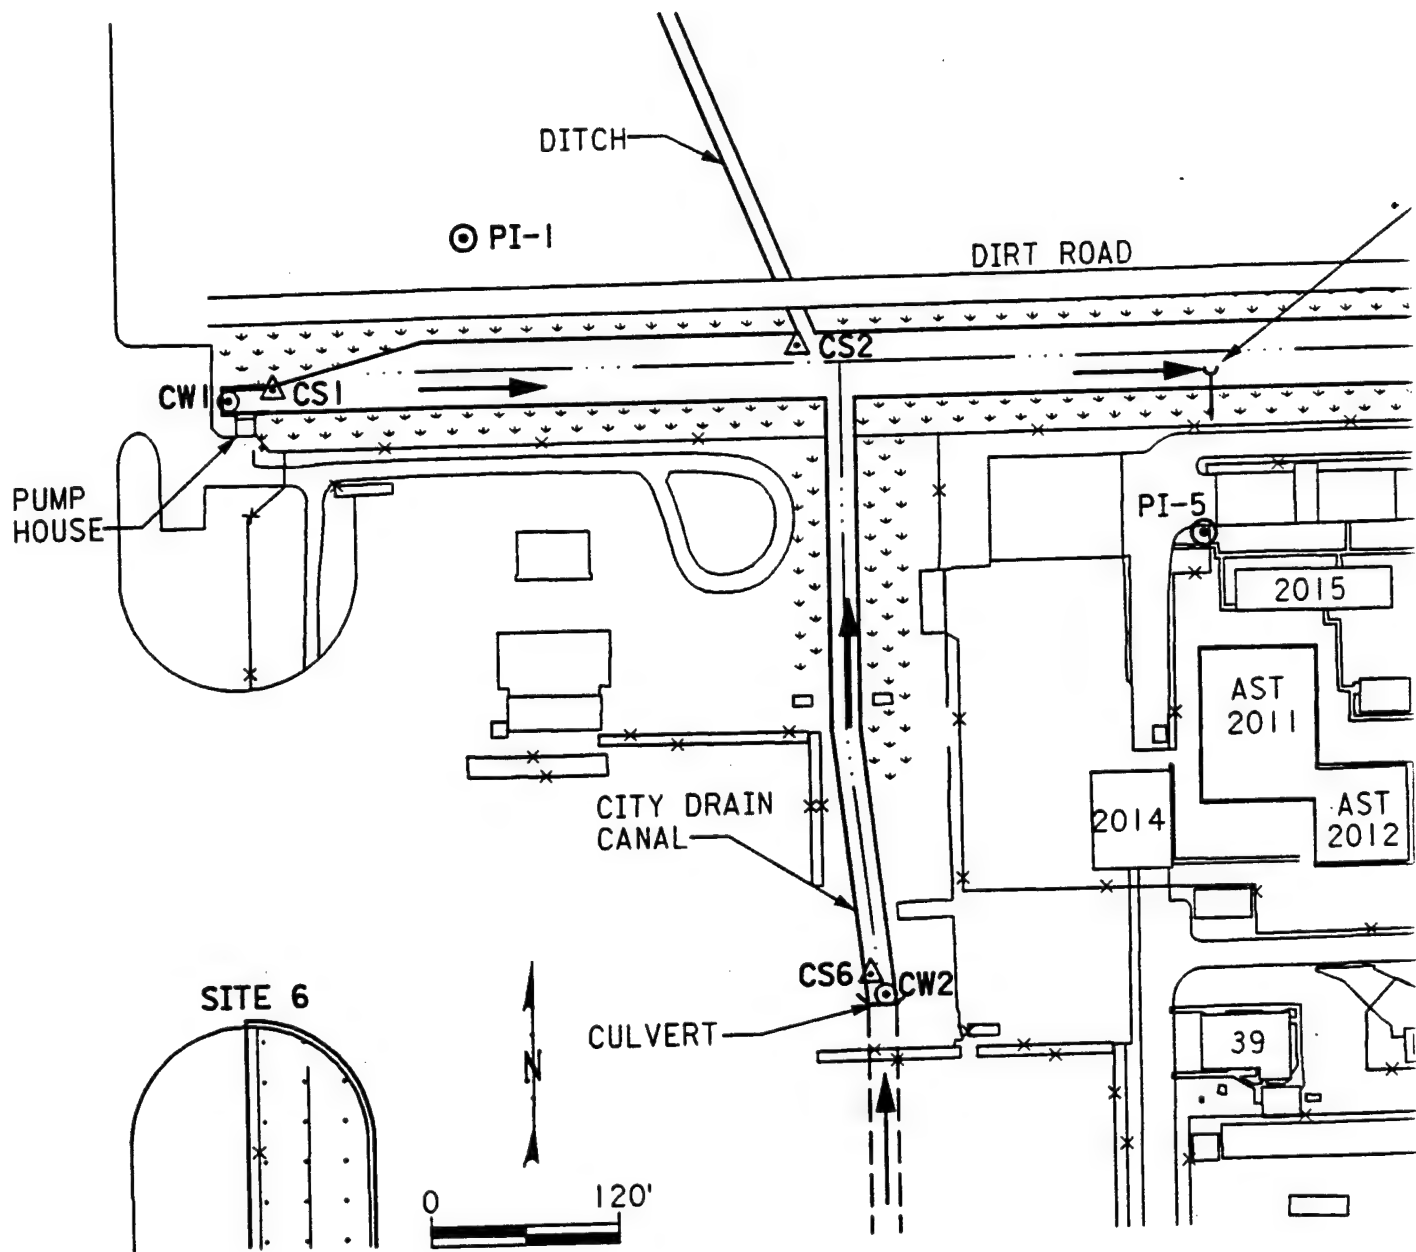 DITCH
PI-1
DIRT ROAD
CS2
CW1
CS1
PUMP
HOUSE
PI-5
2015
AST
2011
CITY DRAIN
CANAL
2014
AST
2012
CS6
CW2
SITE 6
CULVERT
39
N
0 120'